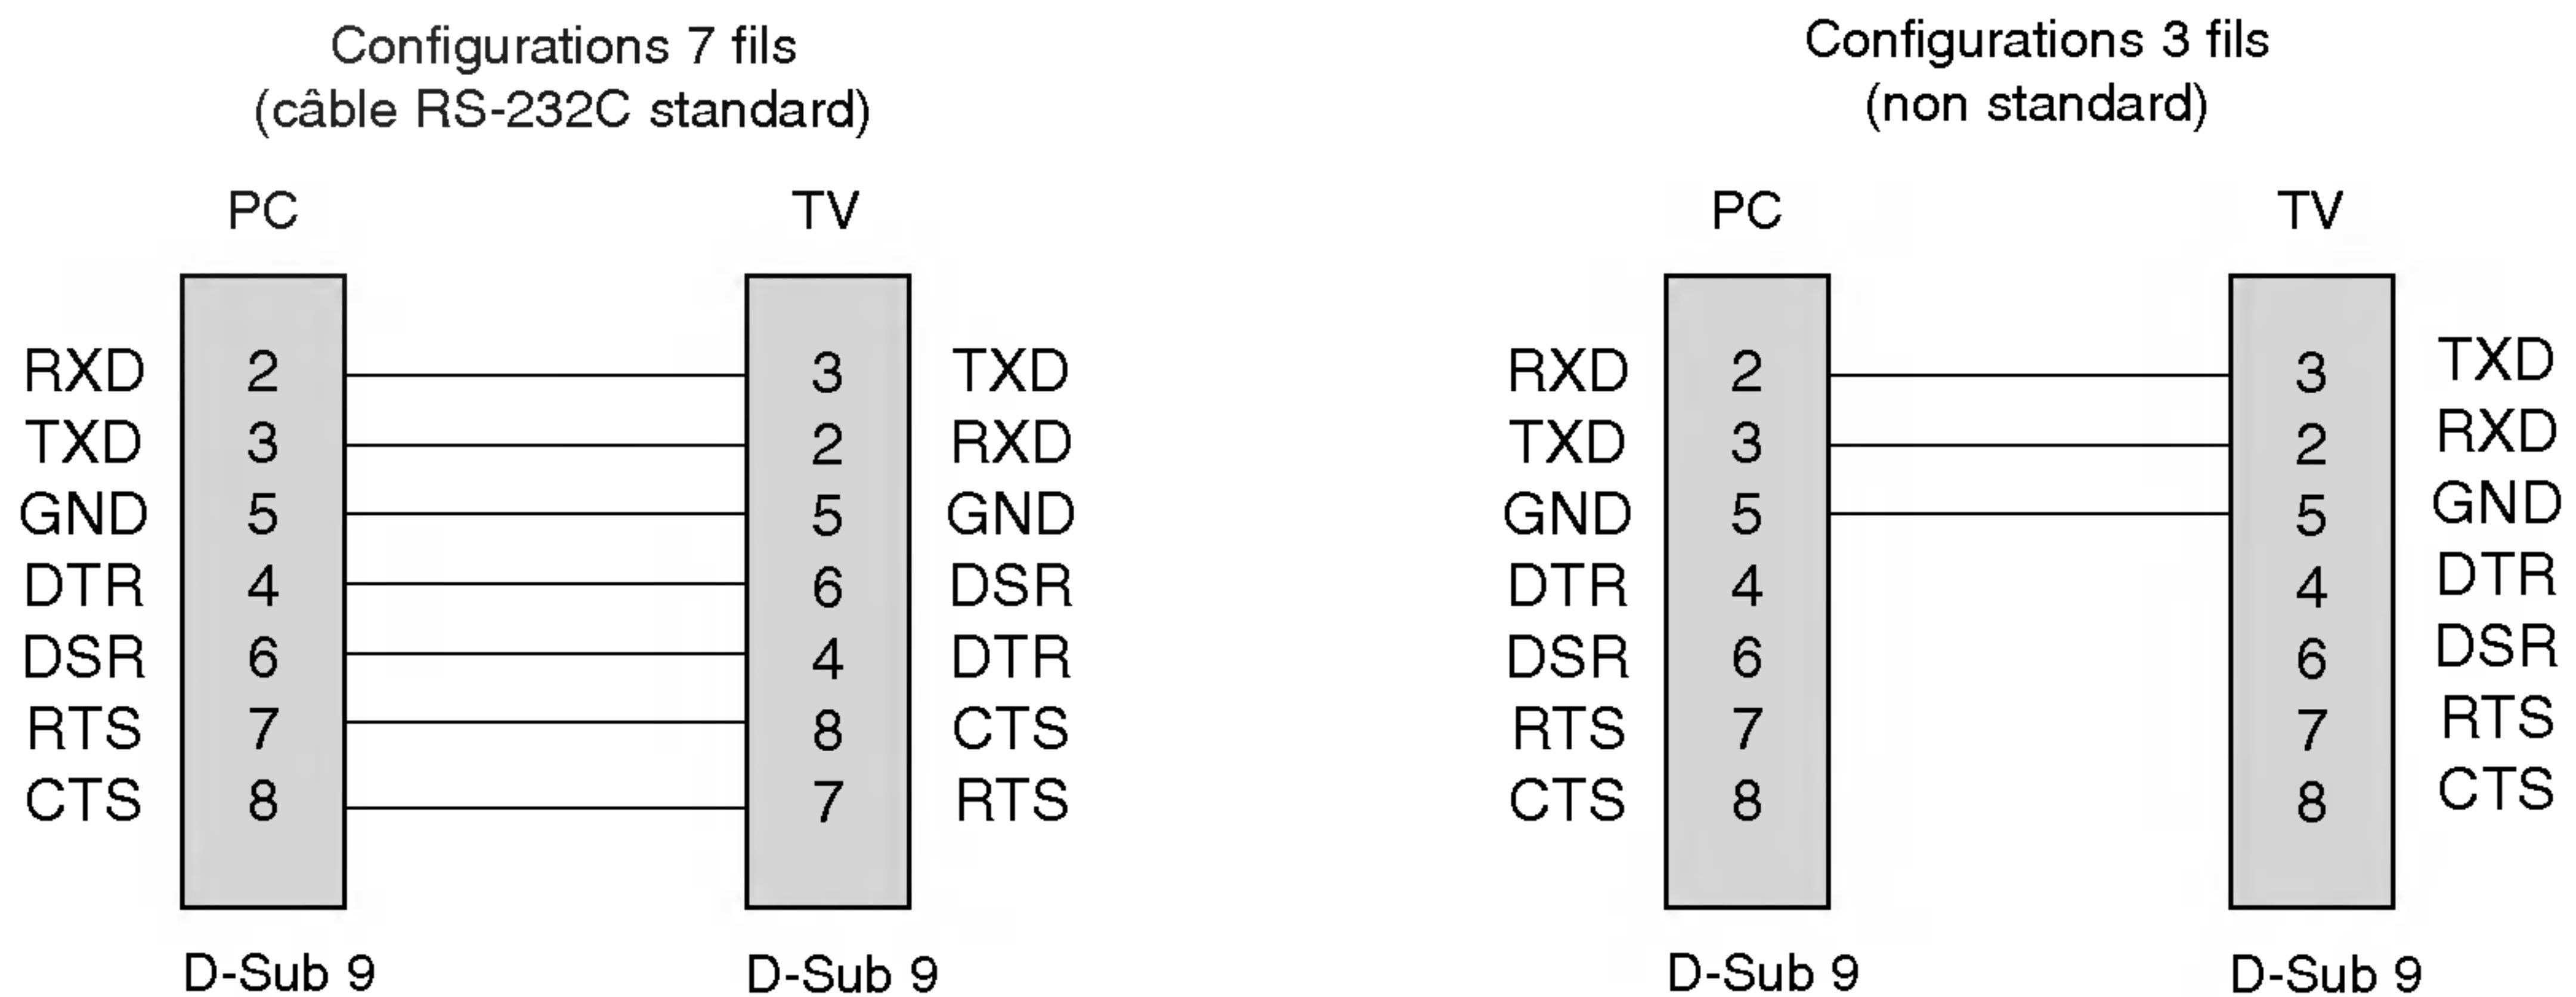 Configurations 7 fils
(câble RS-232C standard)
PC TV
RXD 2 3 TXD
TXD 3 2 RXD
GND 5 5 GND
DTR 4 6 DSR
DSR 6 4 DTR
RTS 7 8 CTS
CTS 8 7 RTS
D-Sub 9 D-Sub 9
Configurations 3 fils
(non standard)
PC TV
RXD 2 3 TXD
TXD 3 2 RXD
GND 5 5 GND
DTR 4 4 DTR
DSR 6 6 DSR
RTS 7 7 RTS
CTS 8 8 CTS
D-Sub 9 D-Sub 9